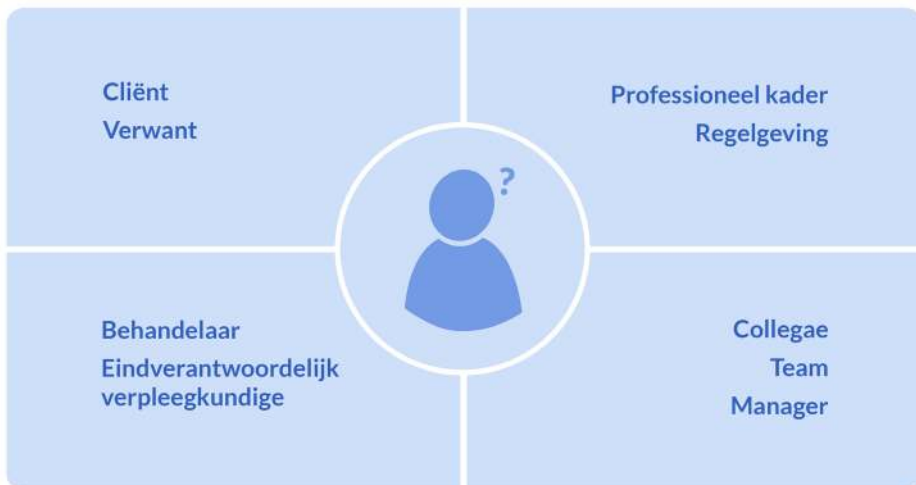 Cliënt
Verwant
Professioneel kader
Regelgeving
?
Behandelaar
Eindverantwoordelijk
verpleegkundige
Collegae
Team
Manager